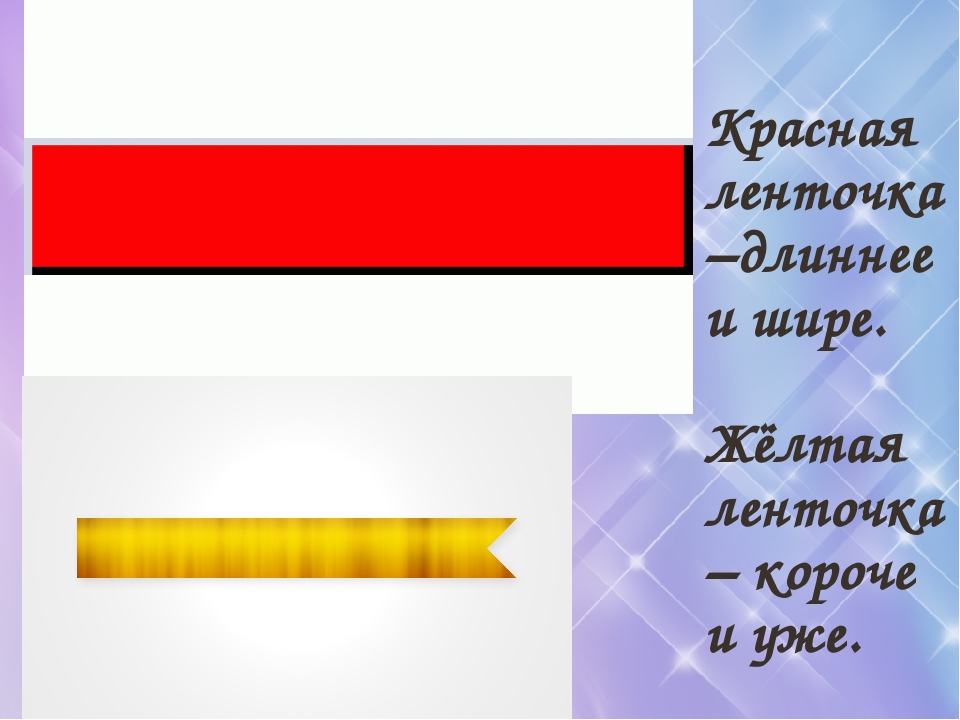 Красная
ленточка
–длиннее
и шире.
Жёлтая
ленточка
– короче
и уже.